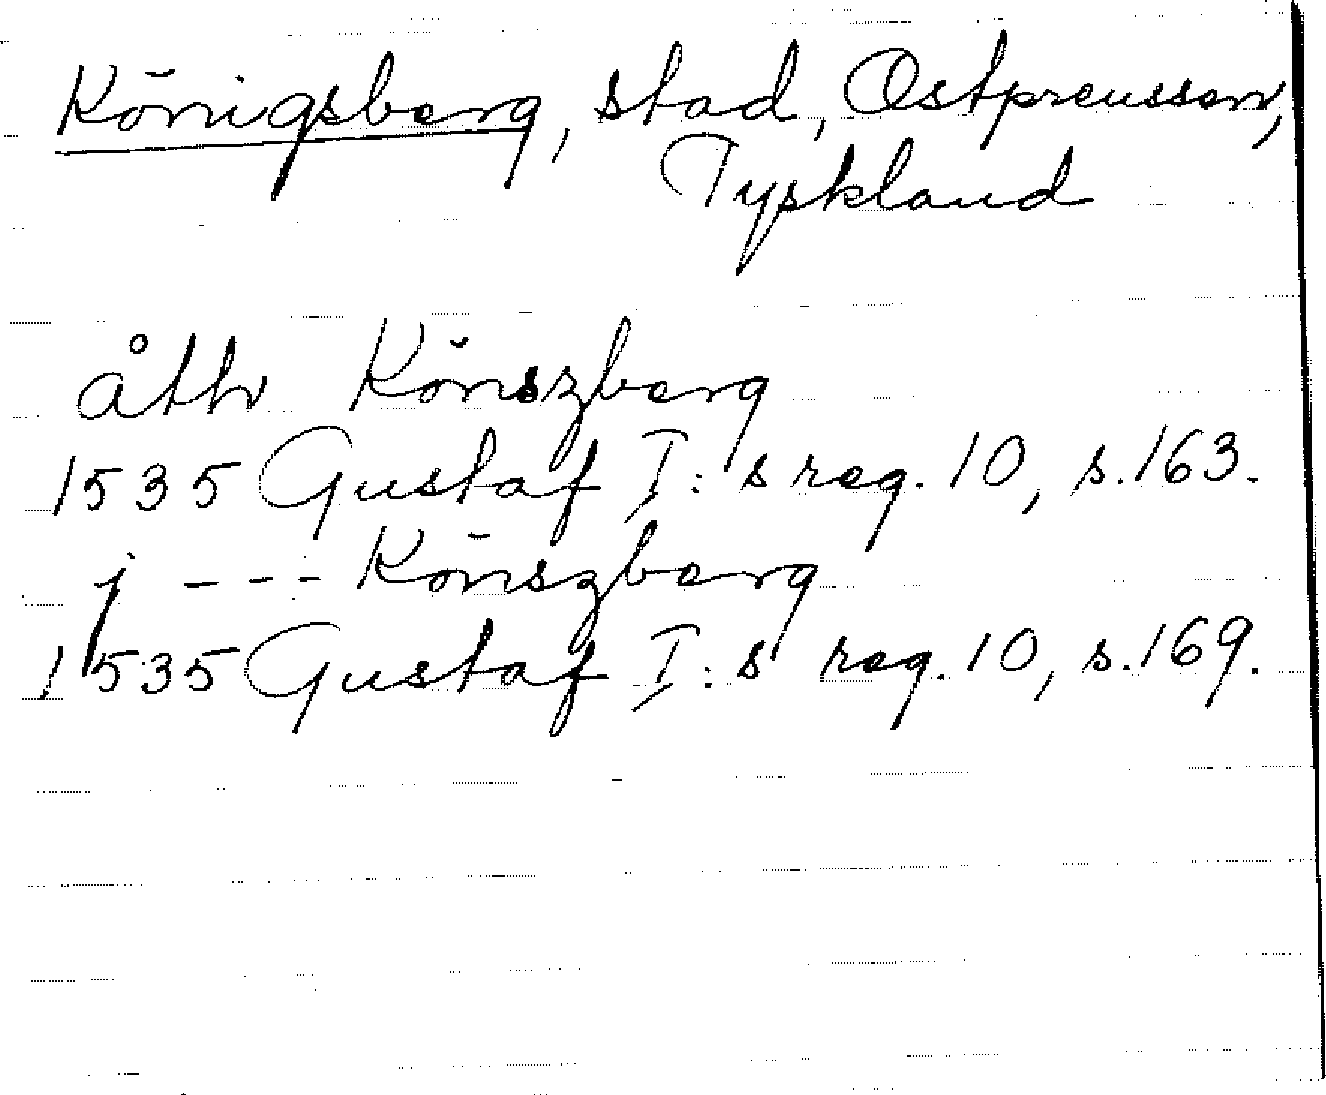 Königsberg, stad, Ostpreussen,
Tyskland
åth Könszberg
1535 Gustaf I:s reg. 10, s. 163.
j --- Könszberg
1535 Gustaf I:s reg. 10, s. 169.